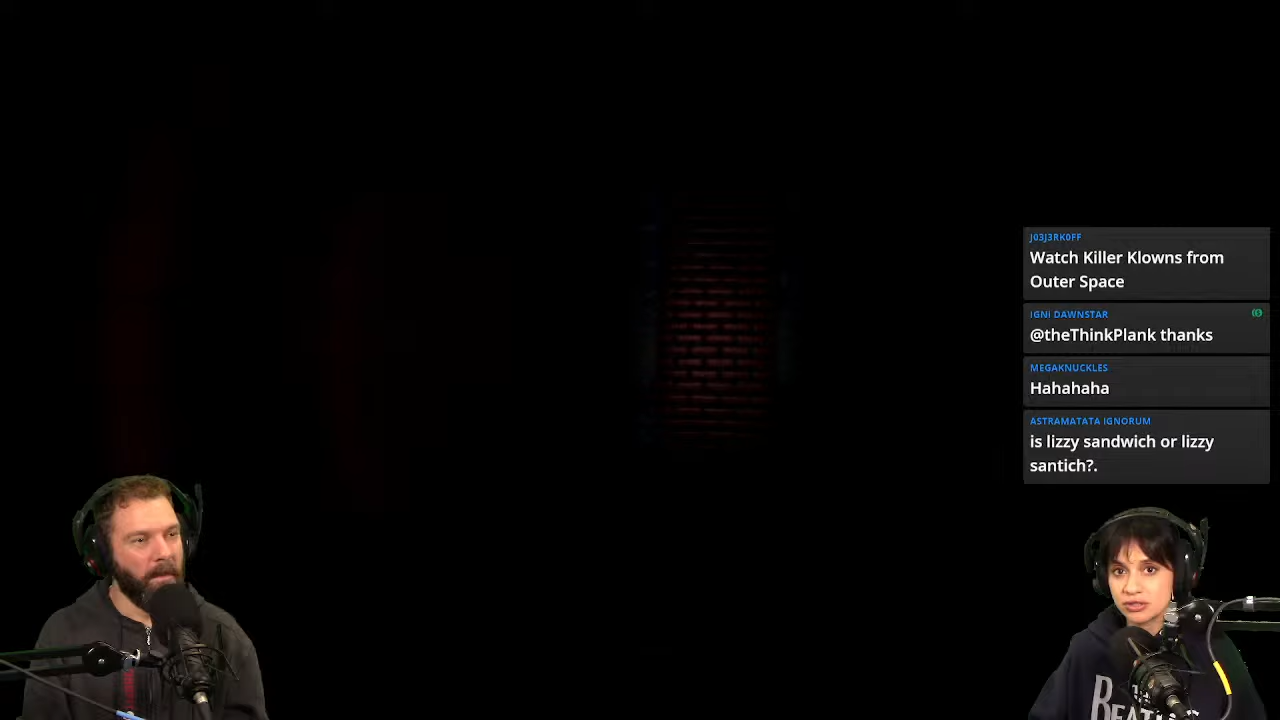 J03J3RK0FF
Watch Killer Klowns from
Outer Space
IGNI DAWNSTAR
@theThinkPlank thanks
MEGAKNUCKLES
Hahahaha
ASTRAMATATA IGNORUM
is lizzy sandwich or lizzy
santich?.